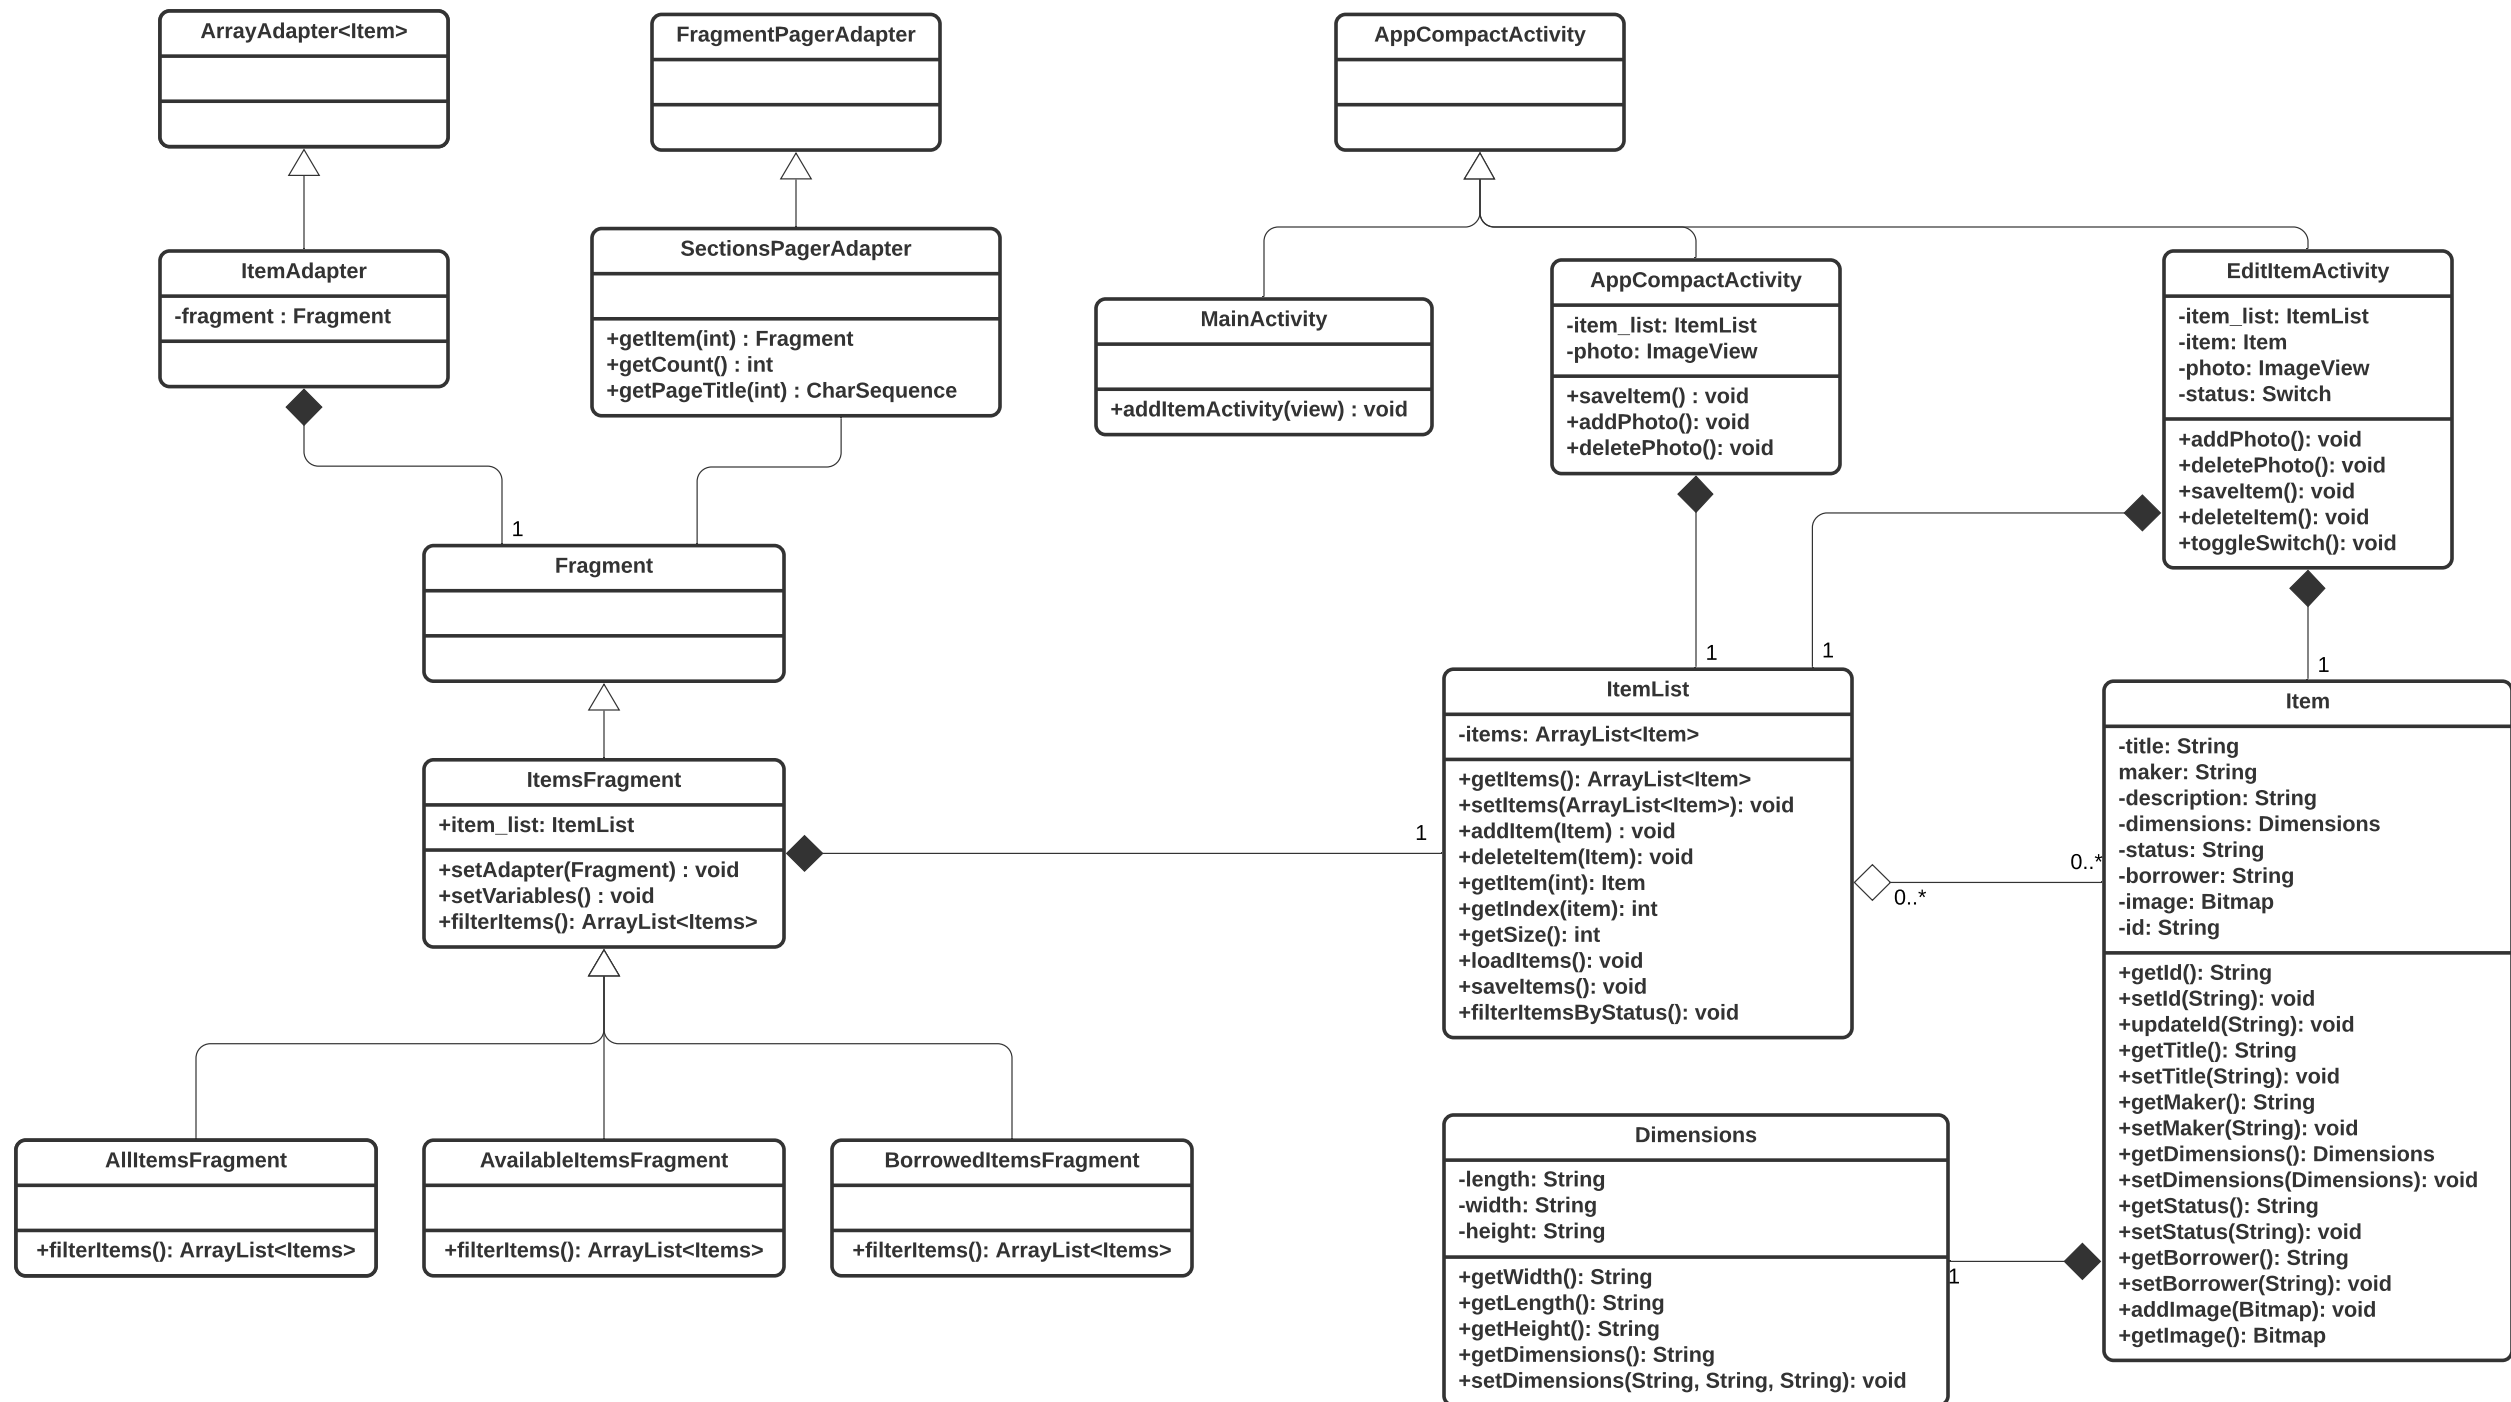 ArrayAdapter<Item>
FragmentPagerAdapter
AppCompactActivity
ItemAdapter
-fragment : Fragment
SectionsPagerAdapter
+getItem(int) : Fragment
+getCount() : int
+getPageTitle(int) : CharSequence
MainActivity
+addItemActivity(view) : void
AppCompactActivity
-item_list: ItemList
-photo: ImageView
+saveItem() : void
+addPhoto(): void
+deletePhoto(): void
EditItemActivity
-item_list: ItemList
-item: Item
-photo: ImageView
-status: Switch
+addPhoto(): void
+deletePhoto(): void
+saveItem(): void
+deleteItem(): void
+toggleSwitch(): void
1
1
1
1
Fragment
ItemsFragment
+item_list: ItemList
+setAdapter(Fragment) : void
+setVariables() : void
+filterItems(): ArrayList<Items>
1
ItemList
-items: ArrayList<Item>
+getItems(): ArrayList<Item>
+setItems(ArrayList<Item>): void
+addItem(Item) : void
+deleteItem(Item): void
+getItem(int): Item
+getIndex(item): int
+getSize(): int
+loadItems(): void
+saveItems(): void
+filterItemsByStatus(): void
0..*
0..*
Item
-title: String
maker: String
-description: String
-dimensions: Dimensions
-status: String
-borrower: String
-image: Bitmap
-id: String
+getId(): String
+setId(String): void
+updateId(String): void
+getTitle(): String
+setTitle(String): void
+getMaker(): String
+setMaker(String): void
+getDimensions(): Dimensions
+setDimensions(Dimensions): void
+getStatus(): String
+setStatus(String): void
+getBorrower(): String
+setBorrower(String): void
+addImage(Bitmap): void
+getImage(): Bitmap
AllItemsFragment
+filterItems(): ArrayList<Items>
AvailableItemsFragment
+filterItems(): ArrayList<Items>
BorrowedItemsFragment
+filterItems(): ArrayList<Items>
Dimensions
-length: String
-width: String
-height: String
+getWidth(): String
+getLength(): String
+getHeight(): String
+getDimensions(): String
+setDimensions(String, String, String): void
1